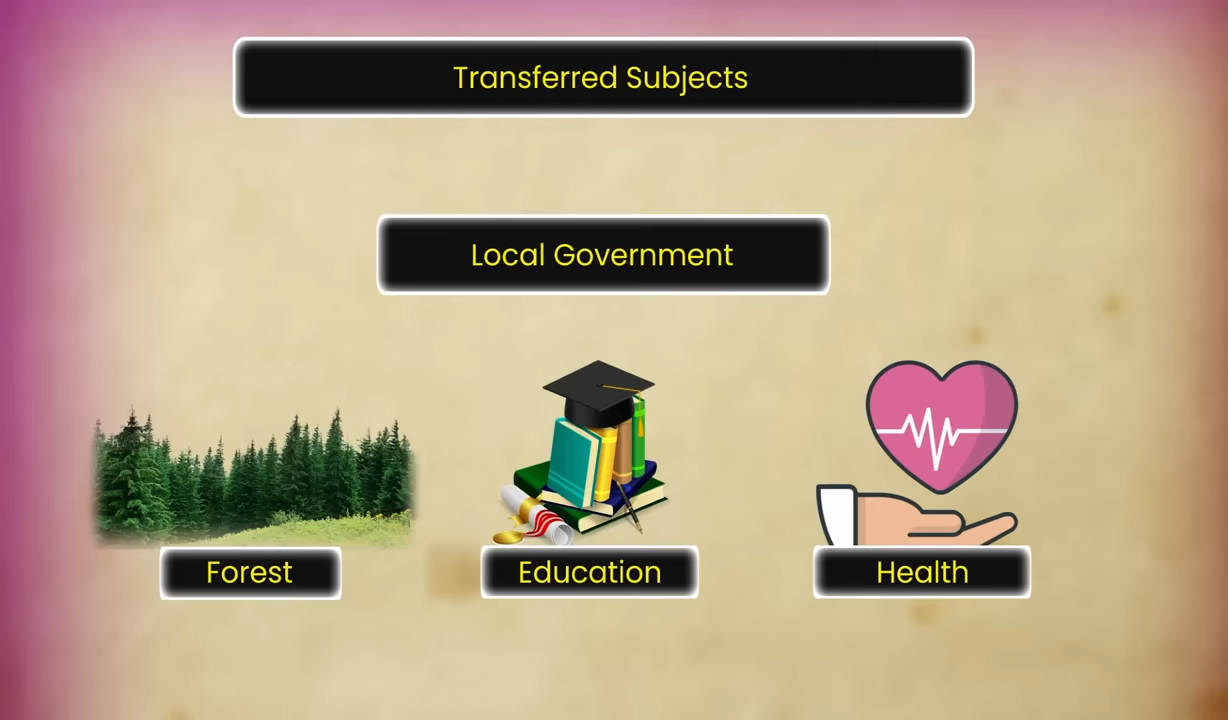 Transferred Subjects
Local Government
Forest
Education
Health